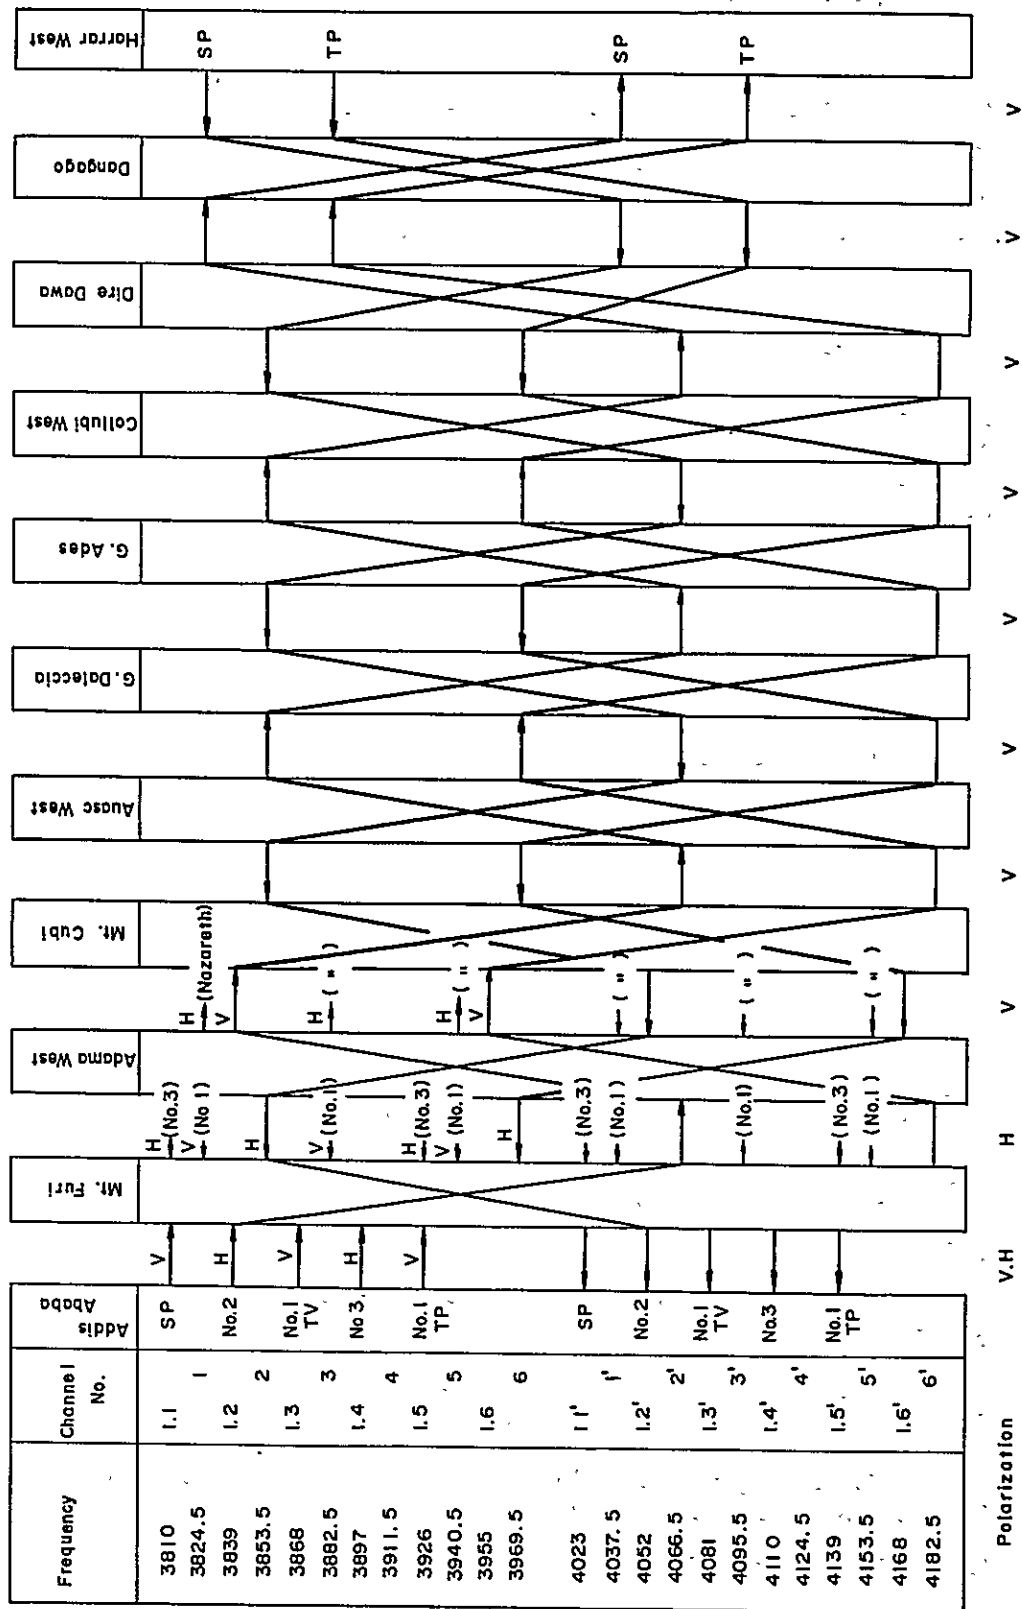 Frequency
Channel No.
Addis Ababa
Mt. Furi
Adama West
Mt. Cubi
Auasc West
G. Dateccia
G. Ades
Collubi West
Dire Dawa
Dangago
Harrar West
3810 1.1 SP V H (No.3)
3824.5 1 V (No 1) H (Nazareth) SP
3839 1.2 No.2 H V
3853.5 2 H
3868 1.3 No.1 TV V
3882.5 3 V (No.1) H ( " ) TP
3897 1.4 No.3 H
3911.5 4
3926 1.5 No.1 TP V H (No.3)
3940.5 5 V (No.1) H ( " )
3955 1.6 V
3969.5 6 H
4023 1 1' SP (No.3)
4037.5 1' (No.1) ( " ) SP
4052 1.2' No.2
4066.5 2'
4081 1.3' No.1 TV
4095.5 3' (No.1) ( " ) TP
4110 1.4' No.3
4124.5 4'
4139 1.5' No.1 TP (No.3)
4153.5 5' (No.1) ( " )
4168 1.6'
4182.5 6'
Polarization V.H H V V V V V V V V